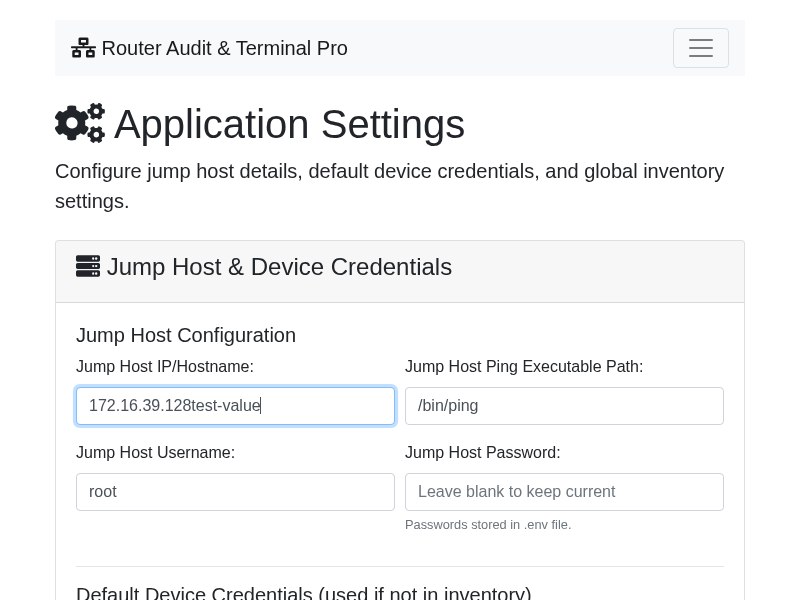 Router Audit & Terminal Pro
Application Settings
Configure jump host details, default device credentials, and global inventory
settings.
Jump Host & Device Credentials
Jump Host Configuration
Jump Host IP/Hostname:
Jump Host Ping Executable Path:
172.16.39.128test-value
/bin/ping
Jump Host Username:
Jump Host Password:
root
Leave blank to keep current
Passwords stored in .env file.
Default Device Credentials (used if not in inventory)